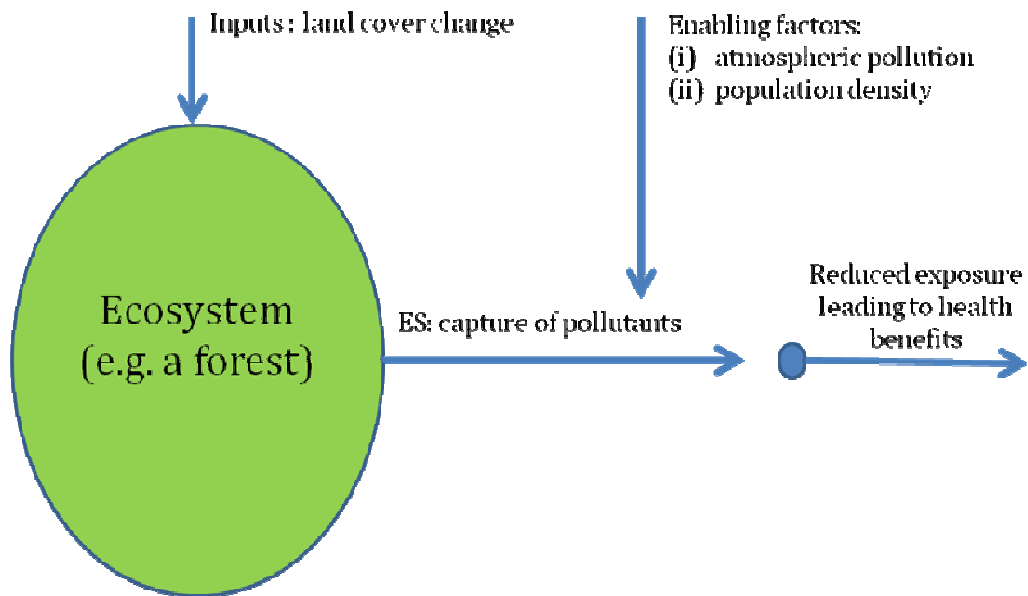 Inputs : land cover change
Enabling factors:
(i) atmospheric pollution
(ii) population density
Ecosystem
(e.g. a forest)
ES: capture of pollutants
Reduced exposure
leading to health
benefits